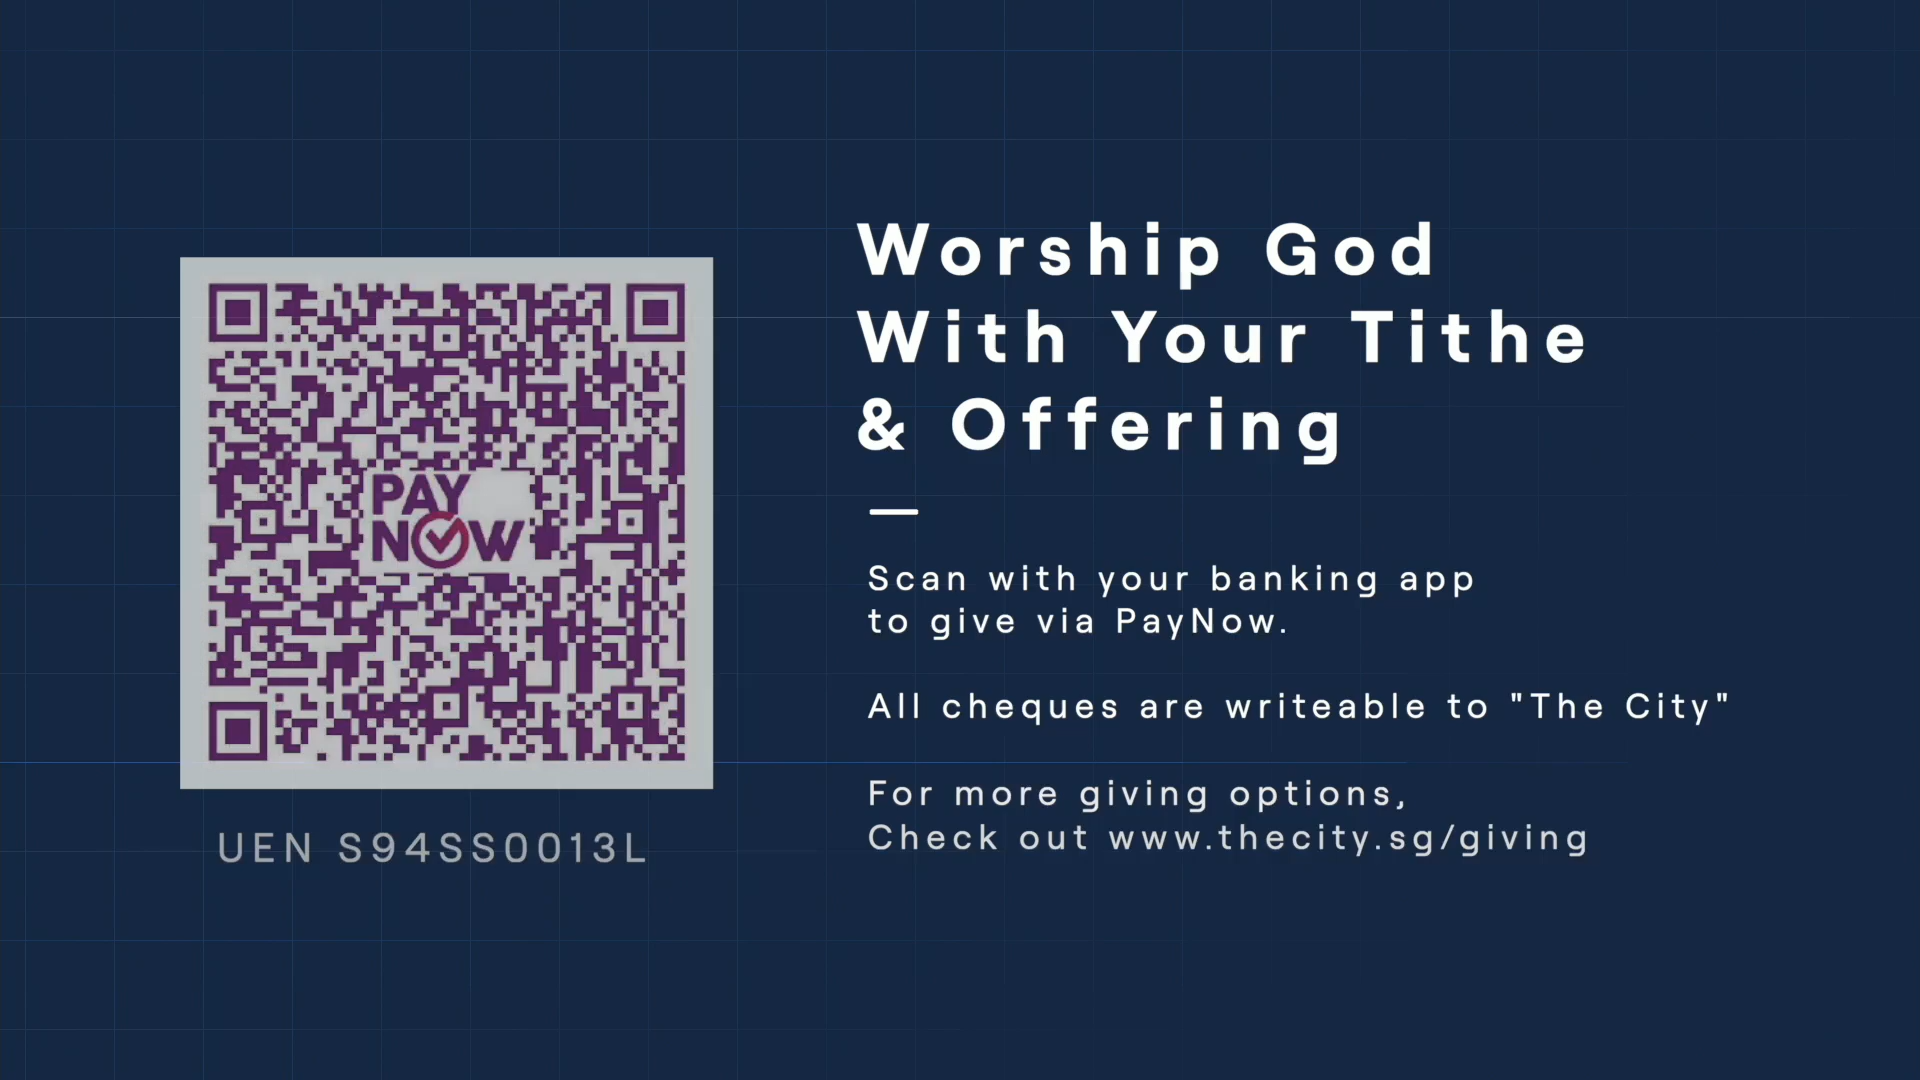 Worship God
With Your Tithe
& Offering
PAY
NOW
Scan with your banking app
to give via PayNow.
All cheques are writeable to "The City"
For more giving options,
Check out www.thecity.sg/giving
UEN S94SS0013L